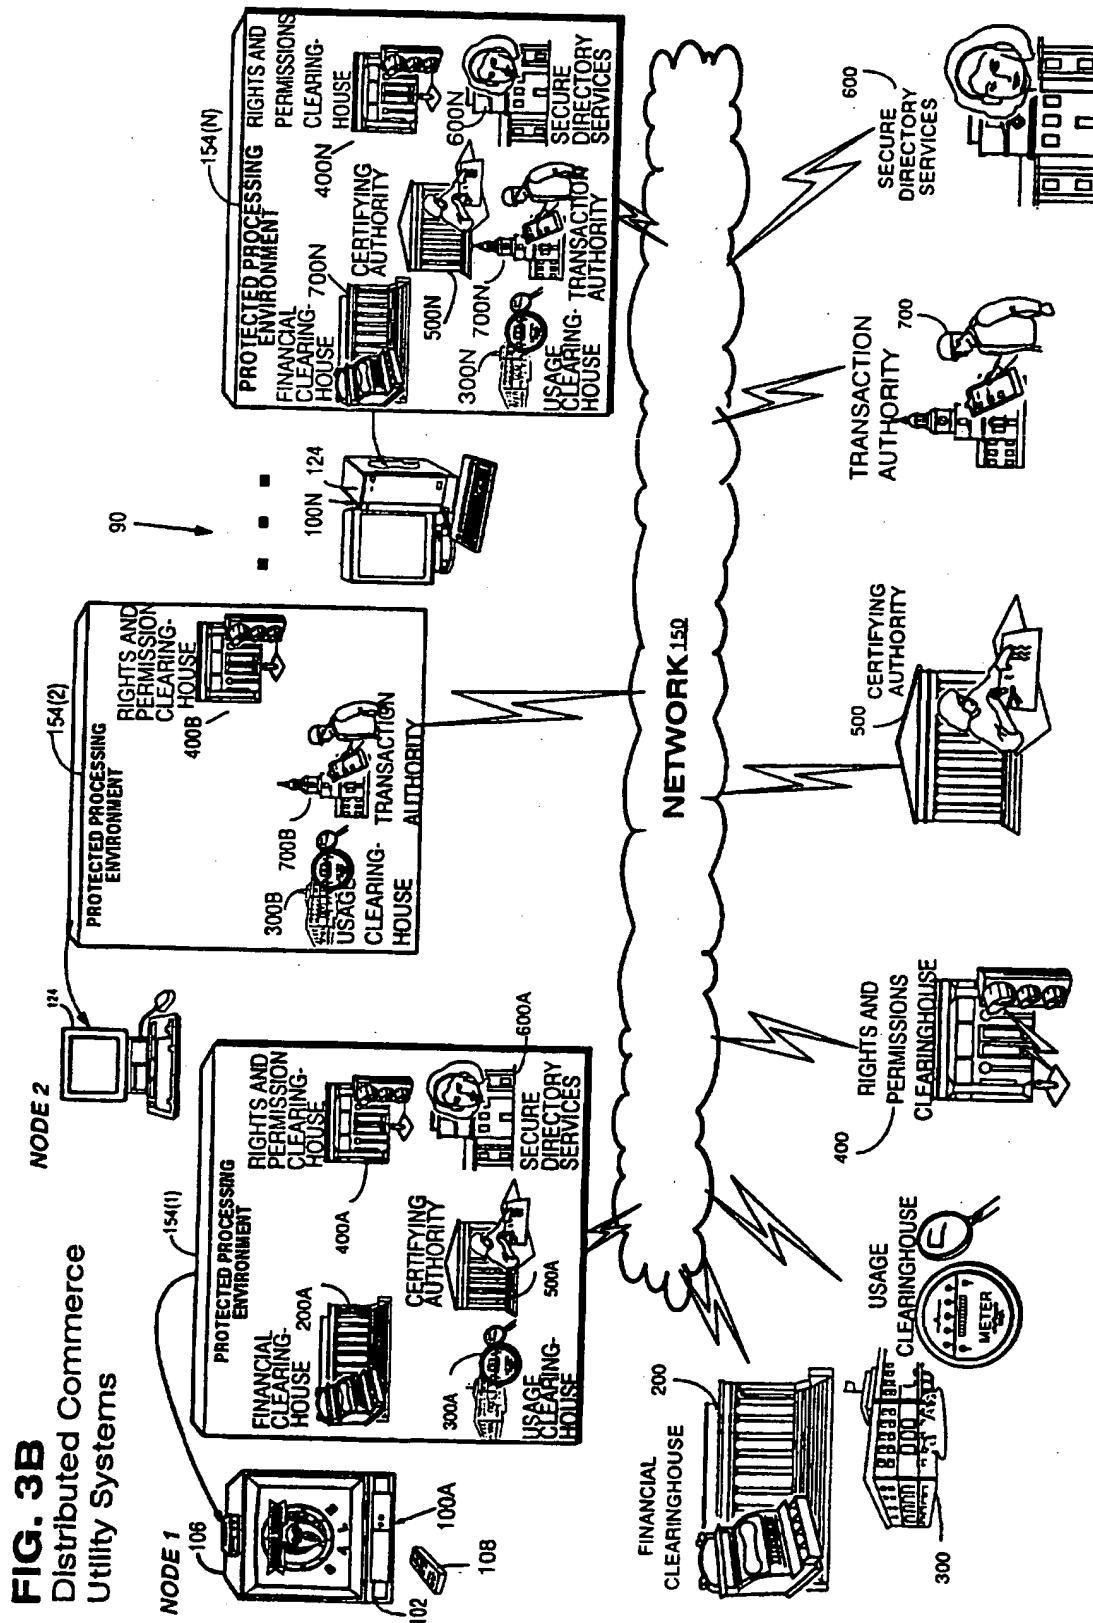 FIG. 3B
Distributed Commerce
Utility Systems
NODE 1
106
102
100A
108
154(1)
PROTECTED PROCESSING
ENVIRONMENT
FINANCIAL
CLEARING-
HOUSE
200A
RIGHTS AND
PERMISSION
CLEARING-
HOUSE
400A
CERTIFYING
AUTHORITY
500A
300A
USAGE
CLEARING-
HOUSE
600A
SECURE
DIRECTORY
SERVICES
NODE 2
124
154(2)
PROTECTED PROCESSING
ENVIRONMENT
RIGHTS AND
PERMISSION
CLEARING-
HOUSE
400B
300B
USAGE
CLEARING-
HOUSE
700B
TRANSACTION
AUTHORITY
90
100N
124
154(N)
PROTECTED PROCESSING
ENVIRONMENT
FINANCIAL
CLEARING-
HOUSE
700N
RIGHTS AND
PERMISSIONS
CLEARING-
HOUSE
400N
CERTIFYING
AUTHORITY
500N
600N
SECURE
DIRECTORY
SERVICES
300N
USAGE
CLEARING-
HOUSE
700N
TRANSACTION
AUTHORITY
NETWORK 150
FINANCIAL
CLEARINGHOUSE
200
300
USAGE
CLEARINGHOUSE
METER
400
RIGHTS AND
PERMISSIONS
CLEARINGHOUSE
500
CERTIFYING
AUTHORITY
TRANSACTION
AUTHORITY
700
SECURE
DIRECTORY
SERVICES
600